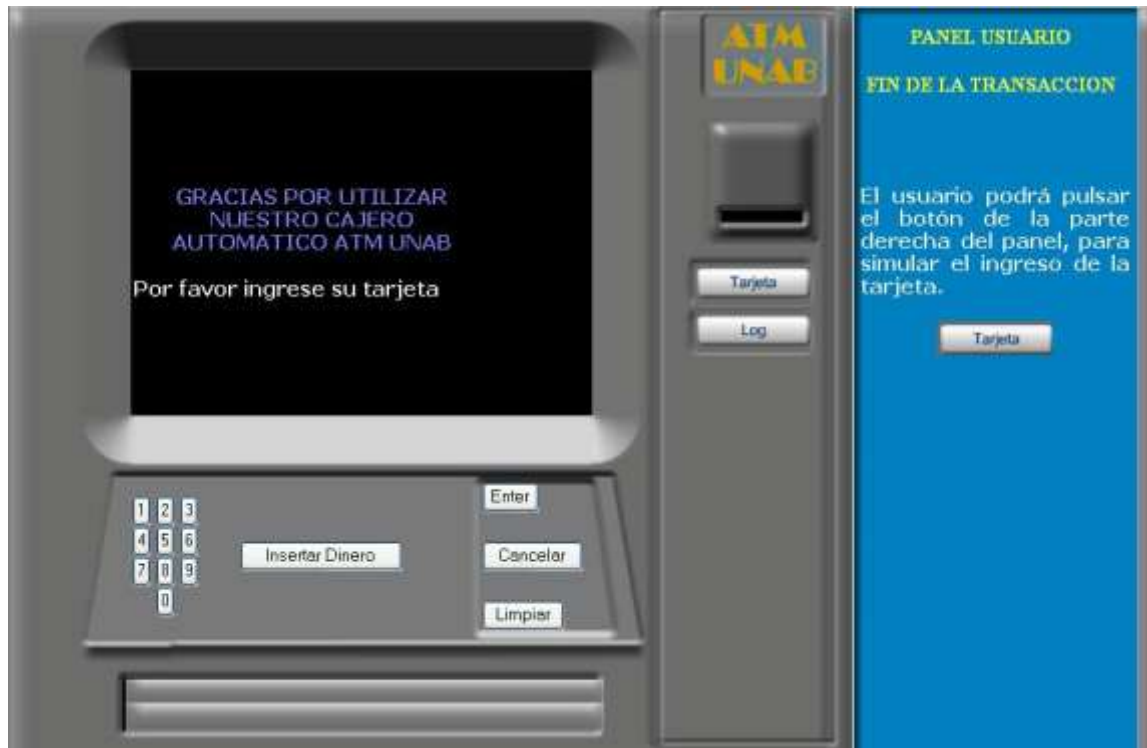 ATM
UNAB
GRACIAS POR UTILIZAR
NUESTRO CAJERO
AUTOMATICO ATM UNAB
Por favor ingrese su tarjeta
Tarjeta
Log
1 2 3
4 5 6
7 8 9
0
Insertar Dinero
Enter
Cancelar
Limpiar
PANEL USUARIO
FIN DE LA TRANSACCION
El usuario podrá pulsar
el botón de la parte
derecha del panel, para
simular el ingreso de la
tarjeta.
Tarjeta